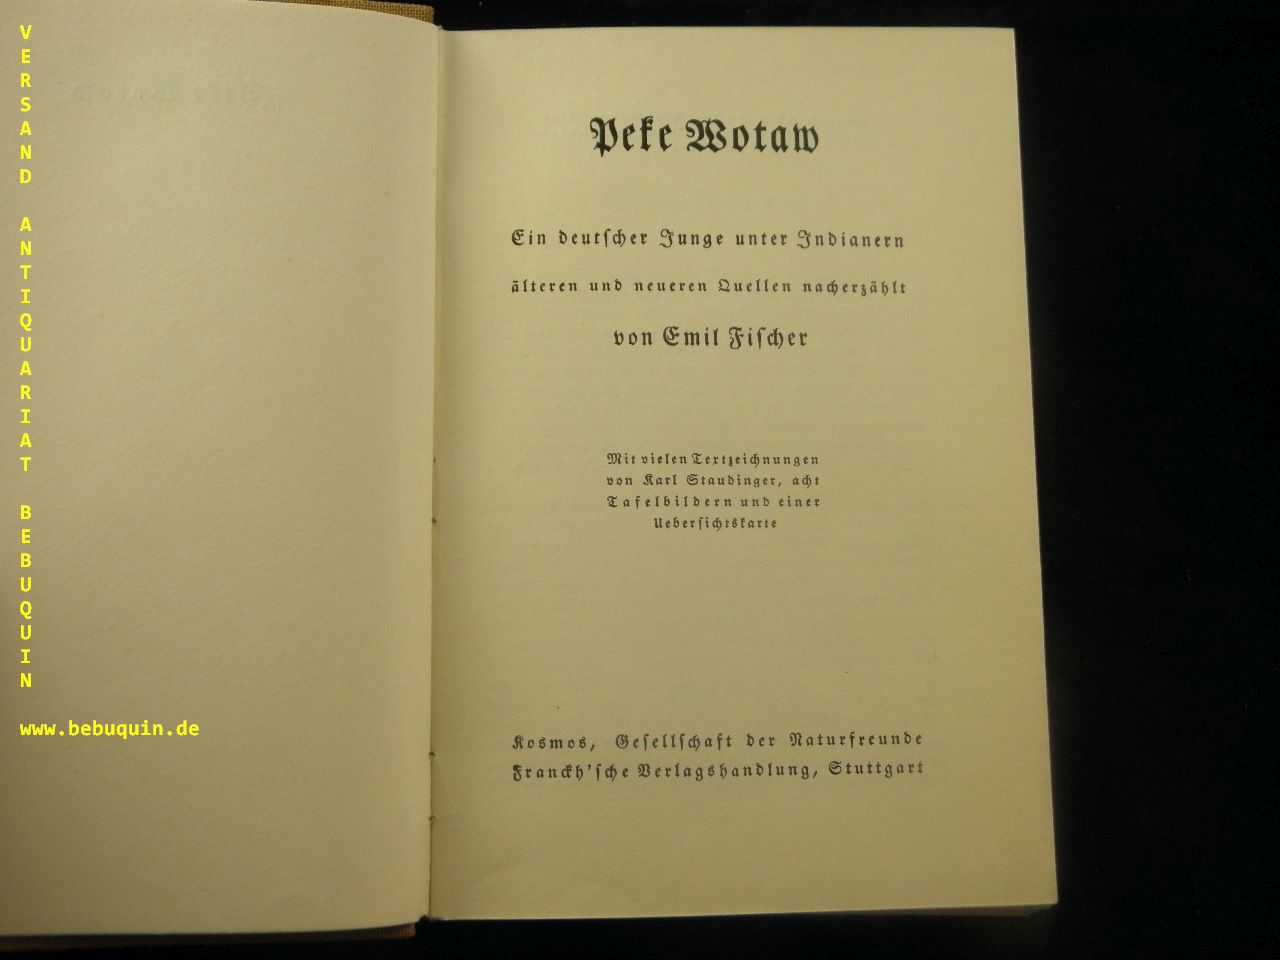 VERSAND ANTIQUARIAT BEBUQUIN
www.bebuquin.de
Peke Wotaw
Ein deutscher Junge unter Indianern
älteren und neueren Quellen nacherzählt
von Emil Fischer
Mit vielen Textzeichnungen
von Karl Staudinger, acht
Tafelbildern und einer
Uebersichtskarte
Kosmos, Gesellschaft der Naturfreunde
Franckh'sche Verlagshandlung, Stuttgart